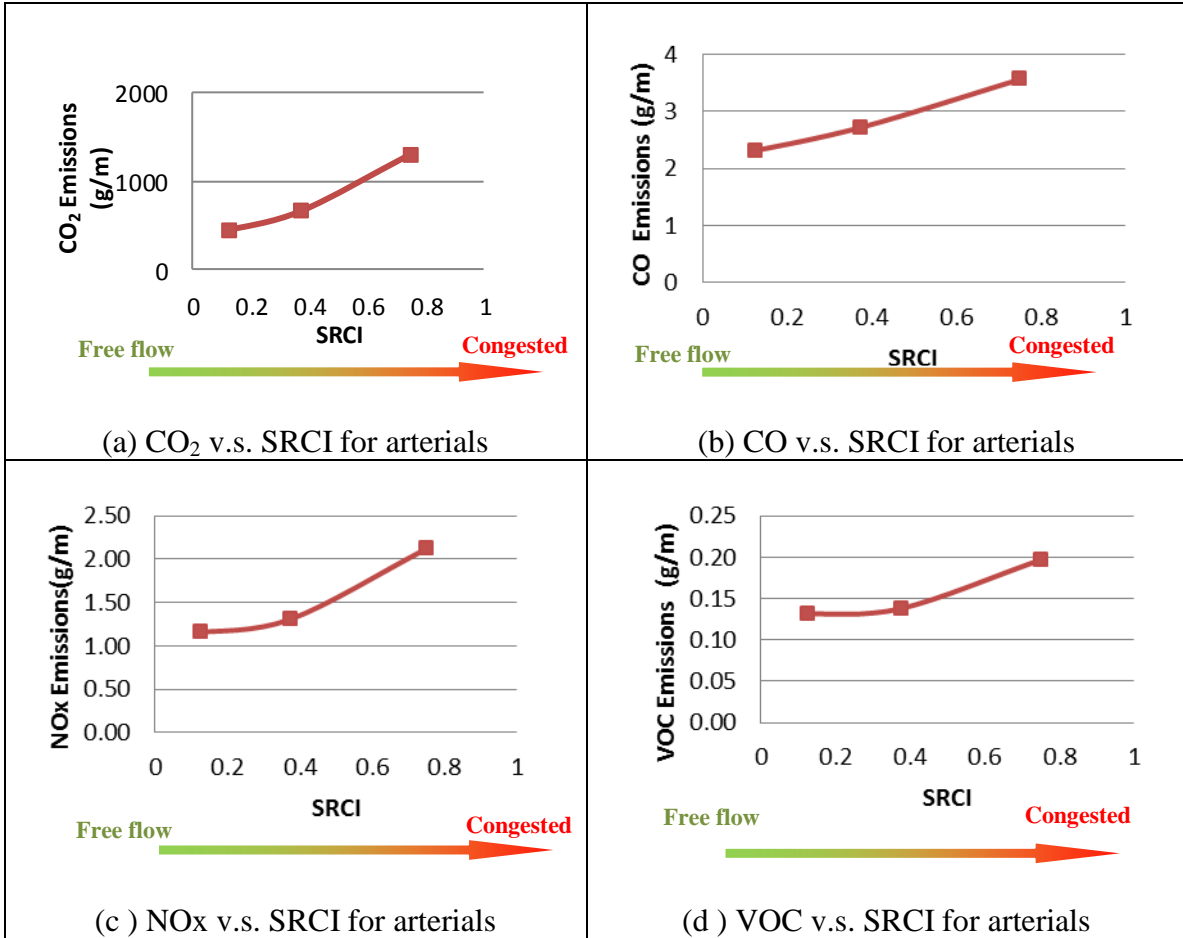 2000
1000
0
CO2 Emissions
(g/m)
0 0.2 0.4 0.6 0.8 1
SRCI
Free flow
Congested
(a) CO2 v.s. SRCI for arterials
4
3
2
1
0
CO Emissions (g/m)
0 0.2 0.4 0.6 0.8 1
SRCI
Free flow
Congested
(b) CO v.s. SRCI for arterials
2.50
2.00
1.50
1.00
0.50
0.00
NOx Emissions(g/m)
0 0.2 0.4 0.6 0.8 1
SRCI
Free flow
Congested
(c ) NOx v.s. SRCI for arterials
0.25
0.20
0.15
0.10
0.05
0.00
VOC Emissions (g/m)
0 0.2 0.4 0.6 0.8 1
SRCI
Free flow
Congested
(d ) VOC v.s. SRCI for arterials